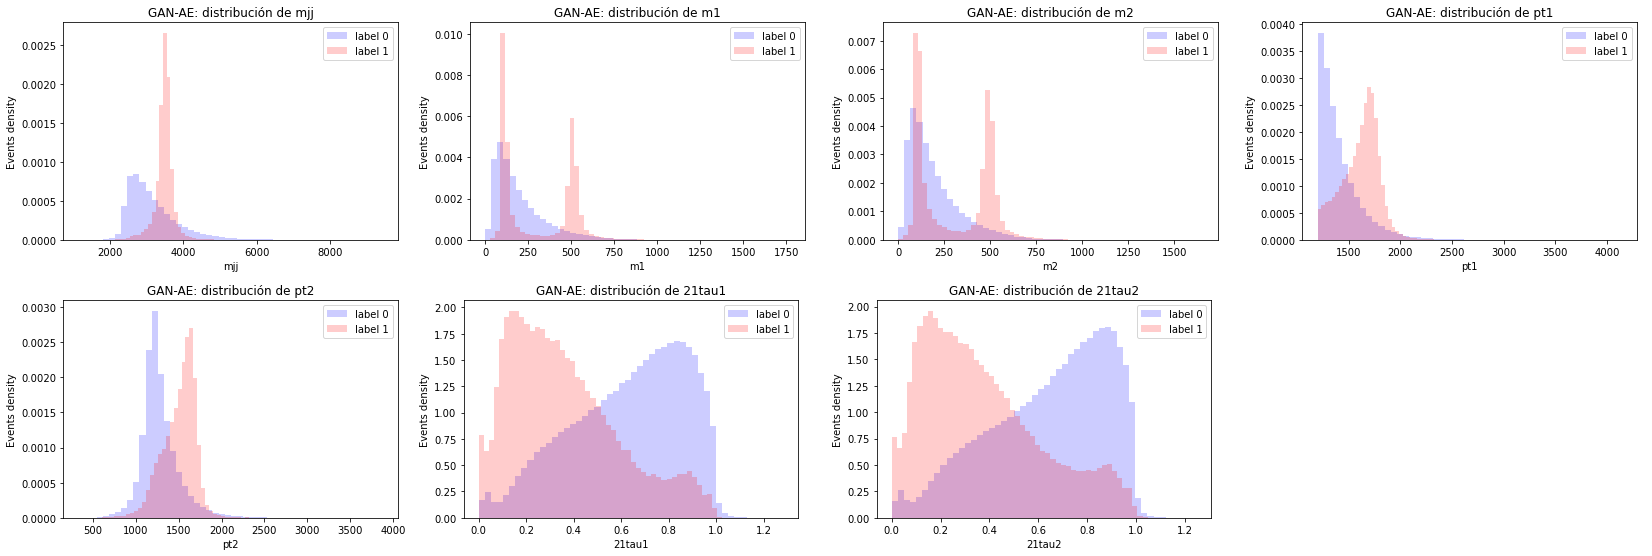 GAN-AE: distribución de mjj
Events density
0.0025
0.0020
0.0015
0.0010
0.0005
0.0000
label 0
label 1
2000 4000 6000 8000
mjj
GAN-AE: distribución de m1
Events density
0.010
0.008
0.006
0.004
0.002
0.000
label 0
label 1
0 250 500 750 1000 1250 1500 1750
m1
GAN-AE: distribución de m2
Events density
0.007
0.006
0.005
0.004
0.003
0.002
0.001
0.000
label 0
label 1
0 250 500 750 1000 1250 1500
m2
GAN-AE: distribución de pt1
Events density
0.0040
0.0035
0.0030
0.0025
0.0020
0.0015
0.0010
0.0005
0.0000
label 0
label 1
1500 2000 2500 3000 3500 4000
pt1
GAN-AE: distribución de pt2
Events density
0.0030
0.0025
0.0020
0.0015
0.0010
0.0005
0.0000
label 0
label 1
500 1000 1500 2000 2500 3000 3500 4000
pt2
GAN-AE: distribución de 21tau1
Events density
2.00
1.75
1.50
1.25
1.00
0.75
0.50
0.25
0.00
label 0
label 1
0.0 0.2 0.4 0.6 0.8 1.0 1.2
21tau1
GAN-AE: distribución de 21tau2
Events density
2.00
1.75
1.50
1.25
1.00
0.75
0.50
0.25
0.00
label 0
label 1
0.0 0.2 0.4 0.6 0.8 1.0 1.2
21tau2